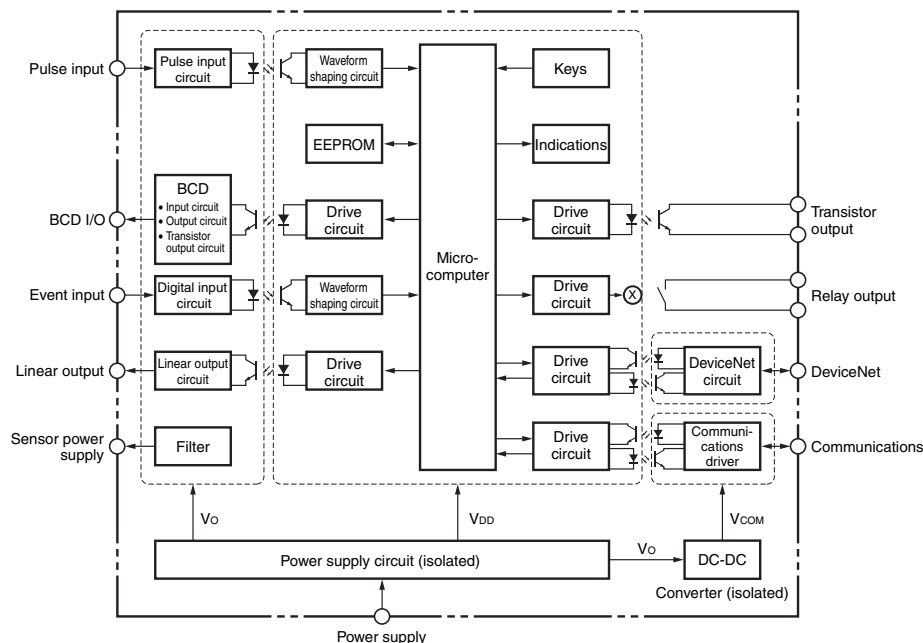 Pulse input
Pulse input
circuit
Waveform
shaping circuit
Keys
EEPROM
Indications
BCD I/O
BCD
• Input circuit
• Output circuit
• Transistor
output circuit
Drive
circuit
Micro-
computer
Drive
circuit
Transistor
output
Event input
Digital input
circuit
Waveform
shaping circuit
Drive
circuit
X
Relay output
Linear output
Linear output
circuit
Drive
circuit
Drive
circuit
DeviceNet
circuit
DeviceNet
Sensor power
supply
Filter
Drive
circuit
Communi-
cations
driver
Communications
VO
VDD
VCOM
Power supply circuit (isolated)
VO
DC-DC
Converter (isolated)
Power supply